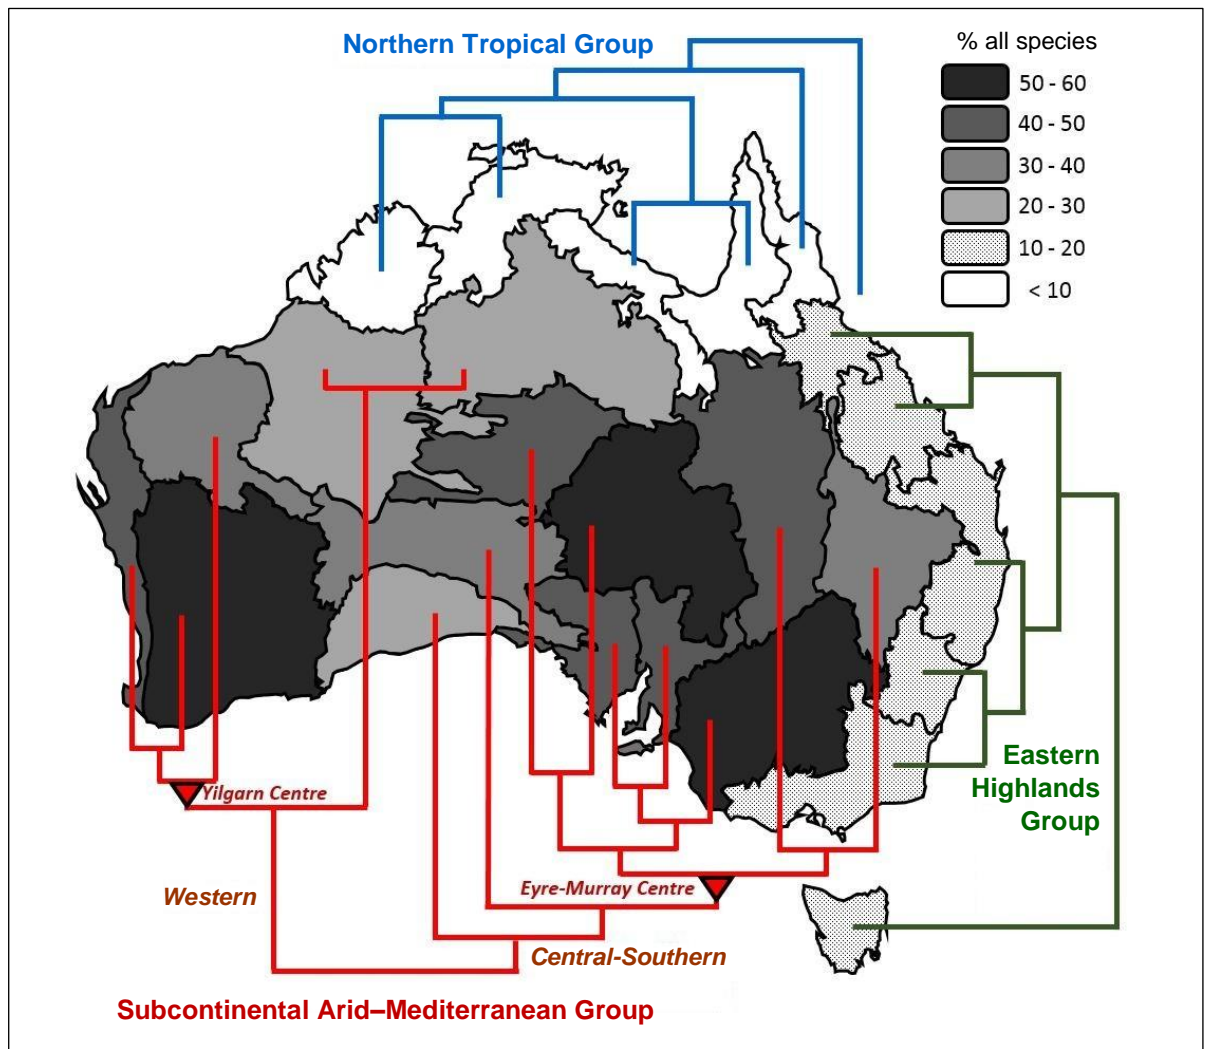 Northern Tropical Group
% all species
50 - 60
40 - 50
30 - 40
20 - 30
10 - 20
< 10
Yilgarn Centre
Eastern
Highlands
Group
Eyre-Murray Centre
Western
Central-Southern
Subcontinental Arid–Mediterranean Group